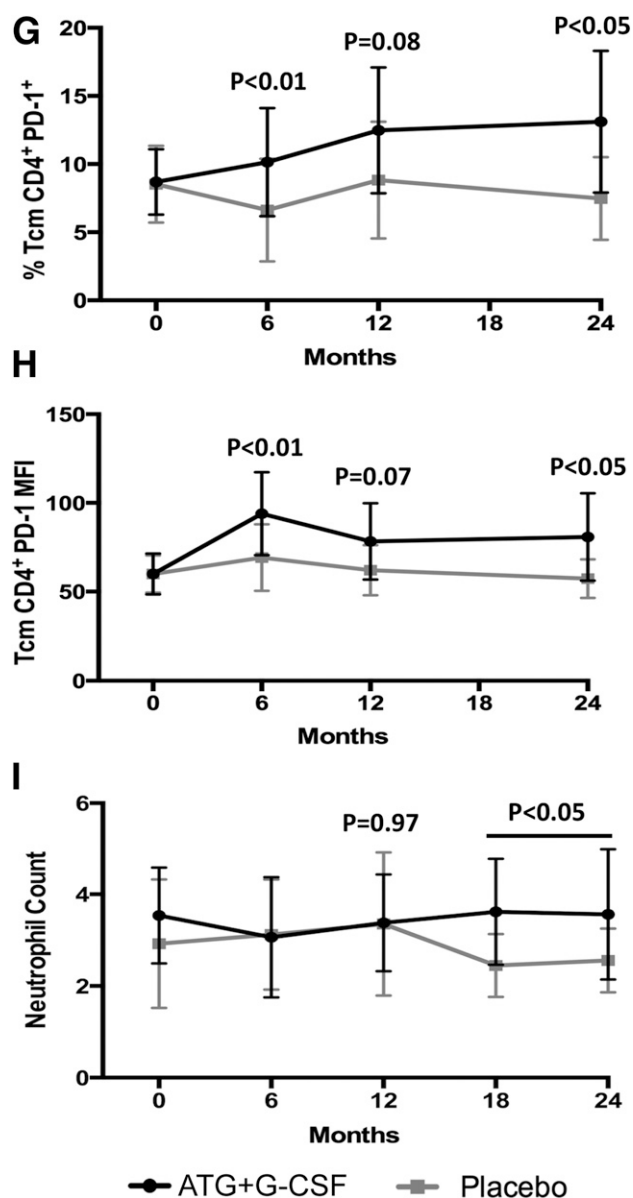 G
20
15
10
5
0
% Tcm CD4⁺ PD-1⁺
P<0.01
P=0.08
P<0.05
0 6 12 18 24
Months
H
150
100
50
0
Tcm CD4⁺ PD-1 MFI
P<0.01
P=0.07
P<0.05
0 6 12 18 24
Months
I
6
4
2
0
Neutrophil Count
P=0.97
P<0.05
0 6 12 18 24
Months
ATG+G-CSF Placebo